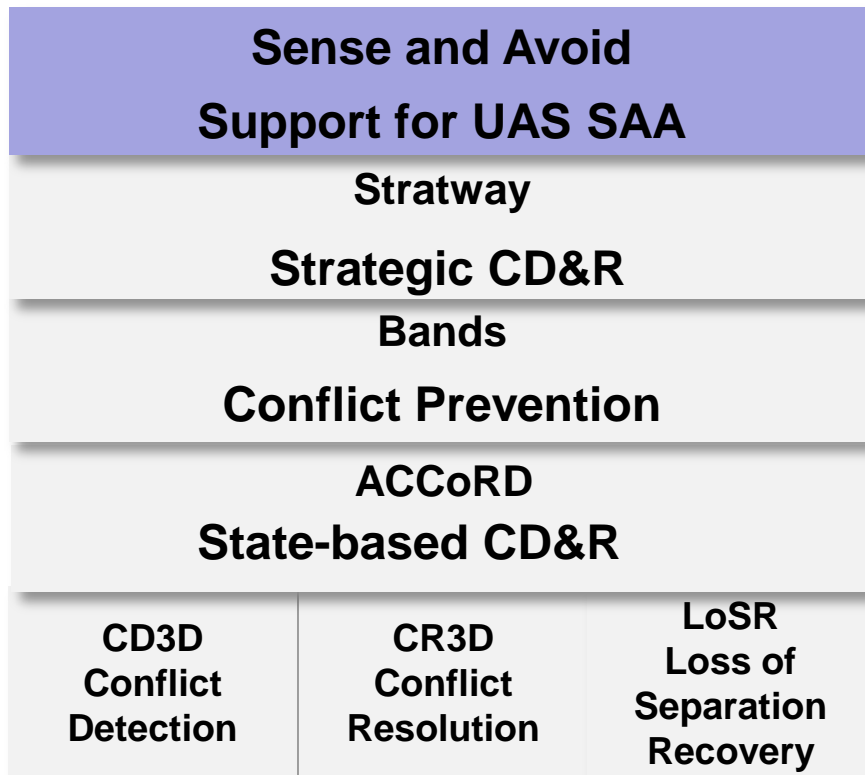 Sense and Avoid
Support for UAS SAA
Stratway
Strategic CD&R
Bands
Conflict Prevention
ACCoRD
State-based CD&R
CD3D
Conflict
Detection
CR3D
Conflict
Resolution
LoSR
Loss of
Separation
Recovery